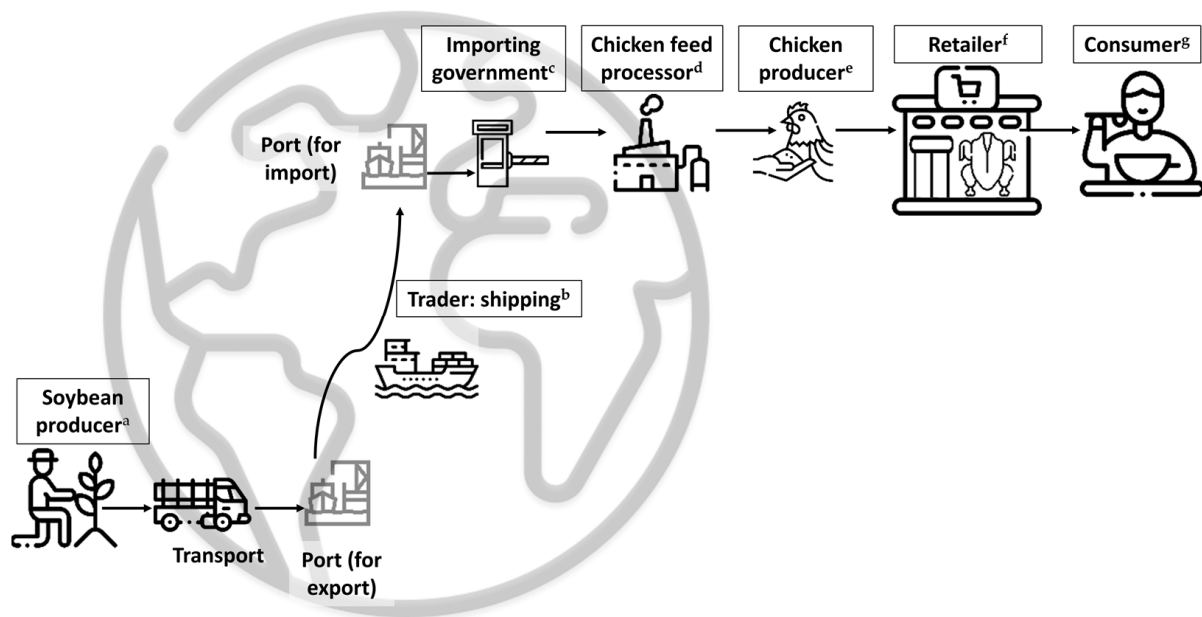 Importing
government^c
Chicken feed
processor^d
Chicken
producer^e
Retailer^f
Consumer^g
Port (for
import)
Trader: shipping^b
Soybean
producer^a
Transport
Port (for
export)